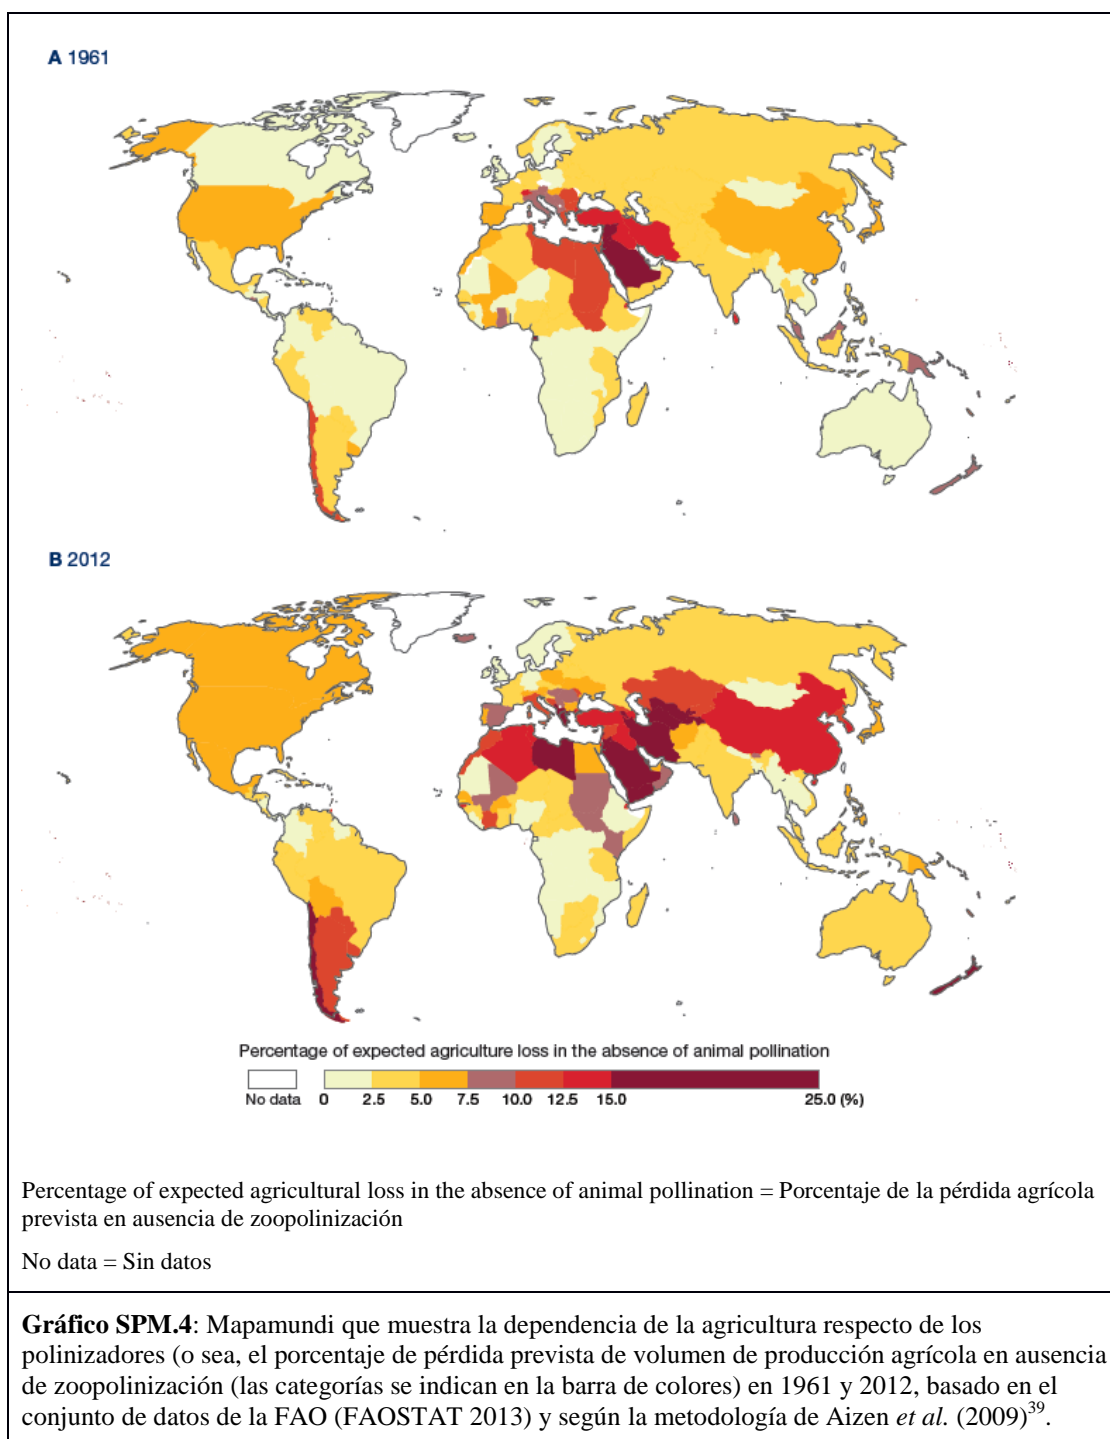 A 1961
B 2012
Percentage of expected agriculture loss in the absence of animal pollination
No data 0 2.5 5.0 7.5 10.0 12.5 15.0 25.0 (%)
Percentage of expected agricultural loss in the absence of animal pollination = Porcentaje de la pérdida agrícola
prevista en ausencia de zoopolinización
No data = Sin datos
Gráfico SPM.4: Mapamundi que muestra la dependencia de la agricultura respecto de los
polinizadores (o sea, el porcentaje de pérdida prevista de volumen de producción agrícola en ausencia
de zoopolinización (las categorías se indican en la barra de colores) en 1961 y 2012, basado en el
conjunto de datos de la FAO (FAOSTAT 2013) y según la metodología de Aizen et al. (2009)39.